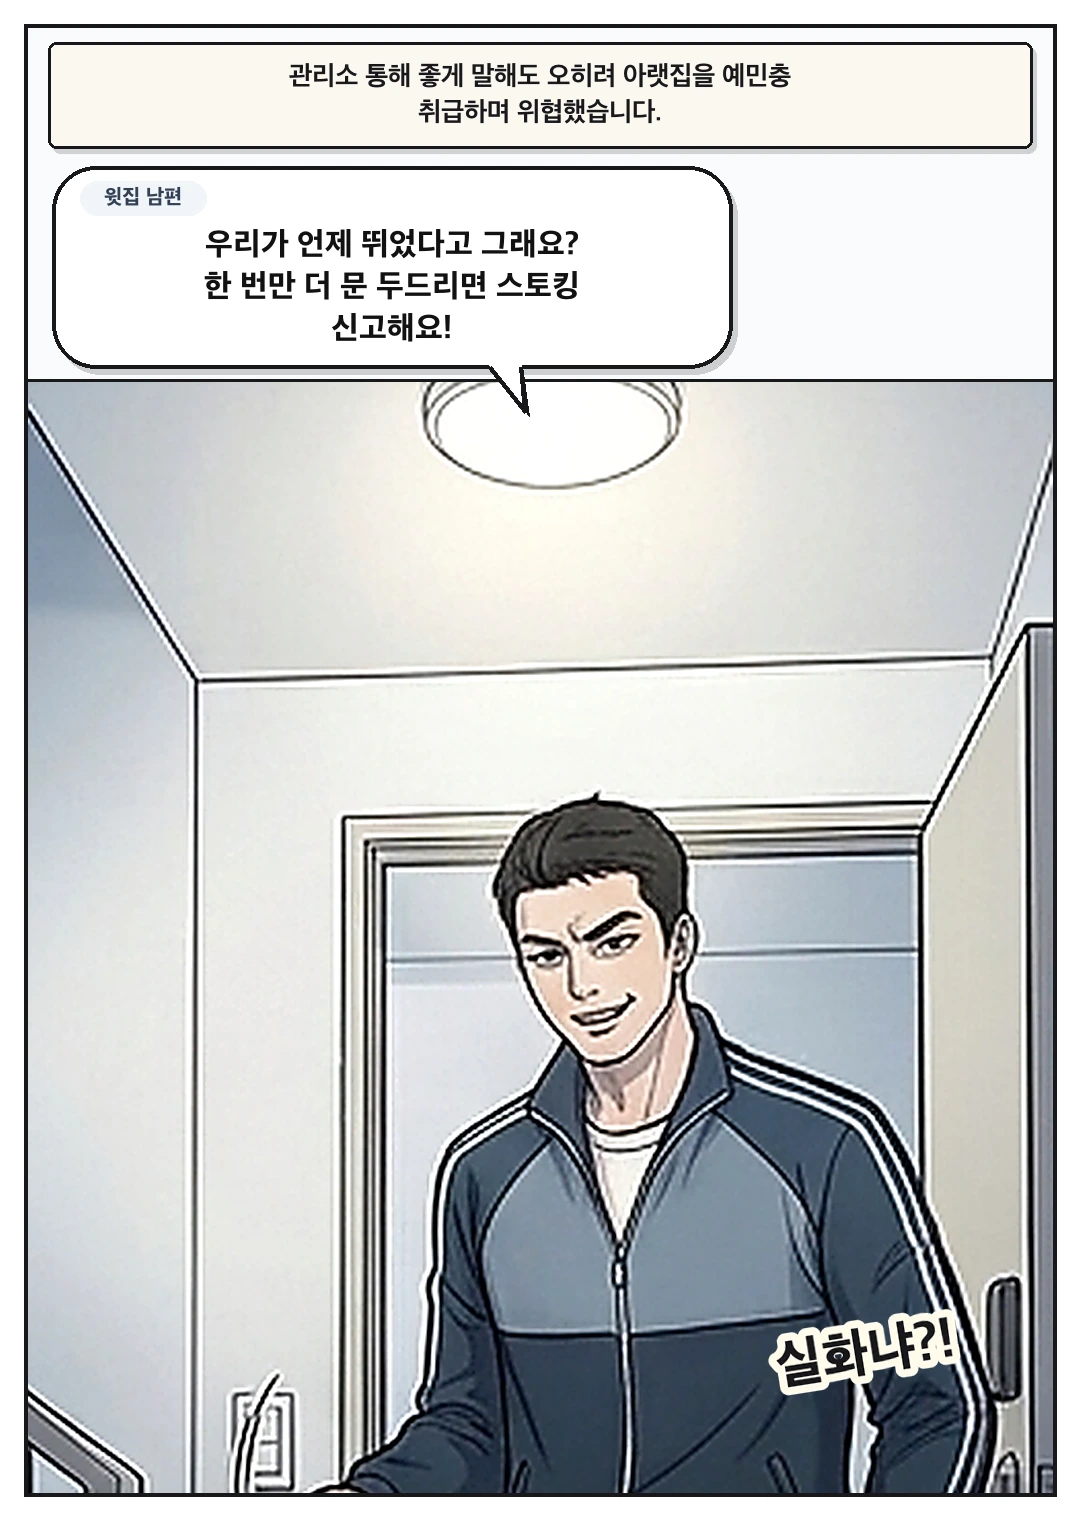 관리소 통해 좋게 말해도 오히려 아랫집을 예민충
취급하며 위협했습니다.
윗집 남편
우리가 언제 뛰었다고 그래요?
한 번만 더 문 두드리면 스토킹
신고해요!
실화냐?!